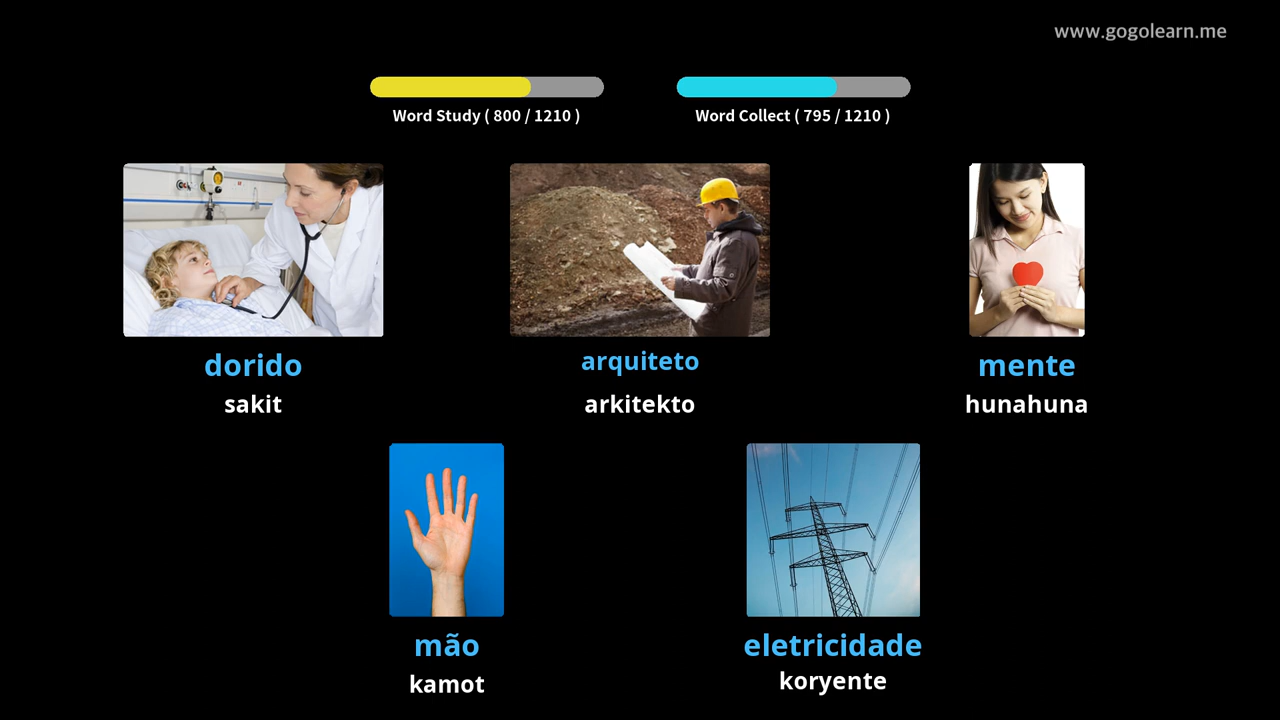 www.gogolearn.me
Word Study ( 800 / 1210 )
Word Collect ( 795 / 1210 )
dorido
sakit
arquiteto
arkitekto
mente
hunahuna
mão
kamot
eletricidade
koryente